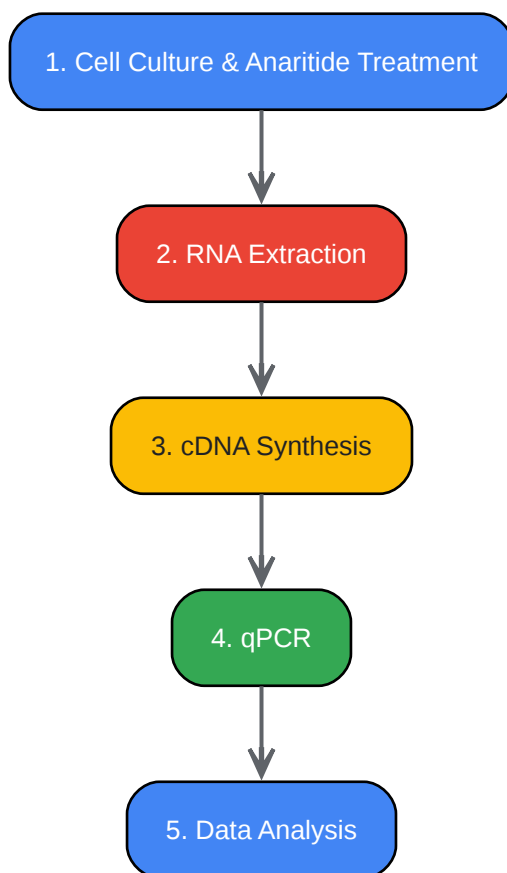 1. Cell Culture & Anaritide Treatment
2. RNA Extraction
3. cDNA Synthesis
4. qPCR
5. Data Analysis